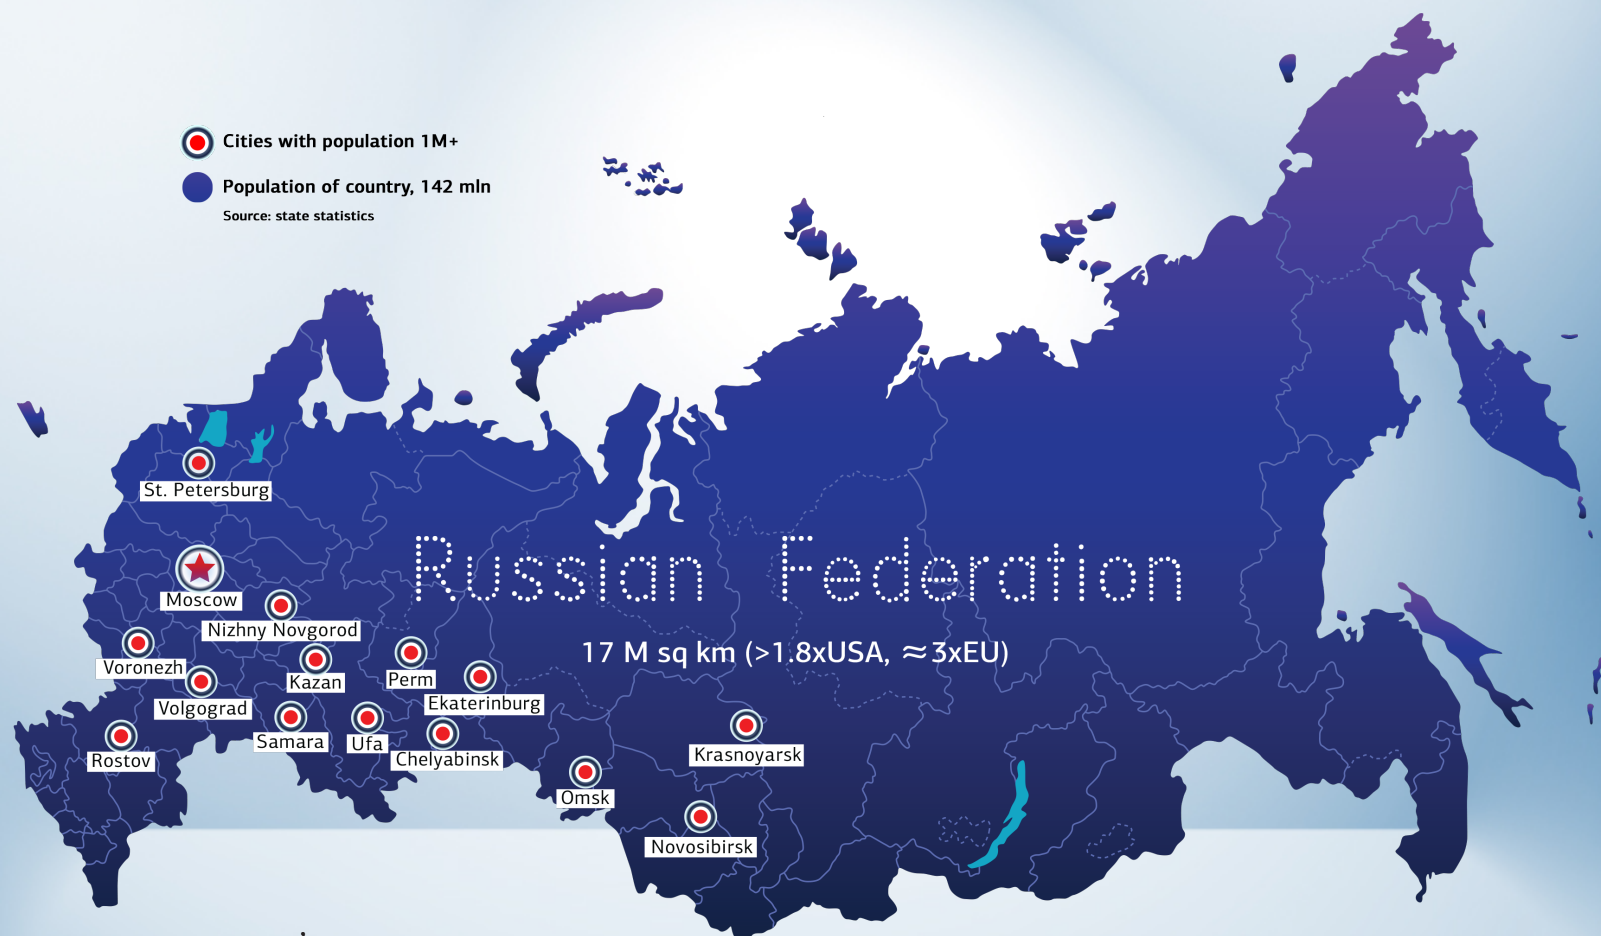 Cities with population 1M+
Population of country, 142 mln
Source: state statistics
St. Petersburg
Russian Federation
Moscow
Nizhny Novgorod
17 M sq km (>1.8xUSA, ≈3xEU)
Voronezh
Kazan
Perm
Ekaterinburg
Volgograd
Samara
Ufa
Chelyabinsk
Rostov
Krasnoyarsk
Omsk
Novosibirsk